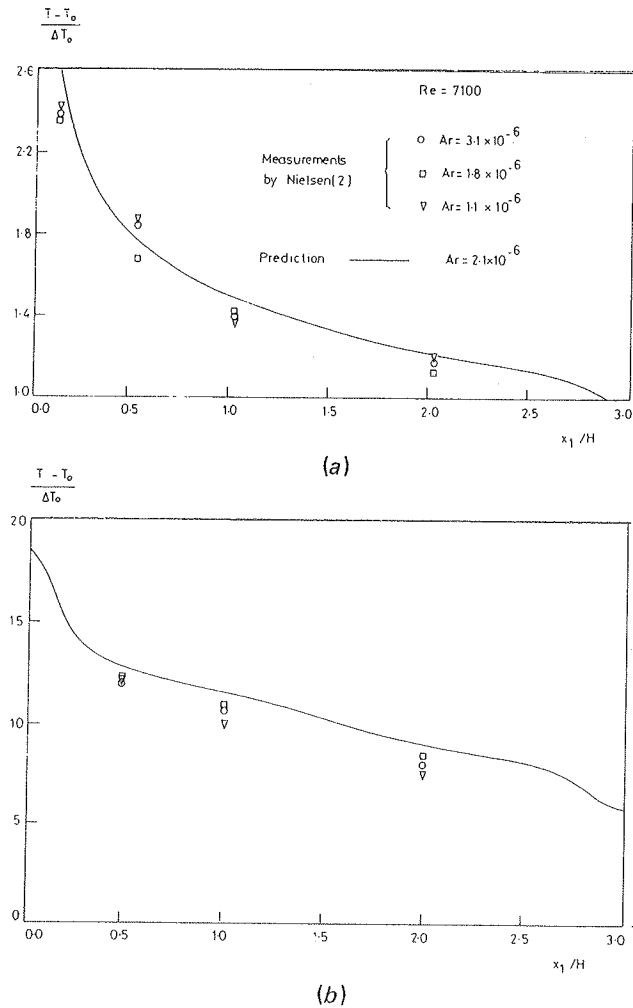 T - T₀
ΔT₀
2·6
Re = 7100
Measurements
by Nielsen(2)
Ar = 3·1 × 10⁻⁶
Ar = 1·8 × 10⁻⁶
Ar = 1·1 × 10⁻⁶
2·2
1·8
Prediction
Ar = 2·1×10⁻⁶
1·4
1·0
0·0
0·5
1·0
1·5
2·0
2·5
3·0
x₁ /H
(a)
T - T₀
ΔT₀
20
15
10
5
0
0·0
0·5
1·0
1·5
2·0
2·5
3·0
x₁ /H
(b)